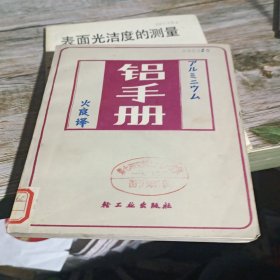 表面光洁度的测量
アルミニウム
铝手册
火良译
轻工业出版社